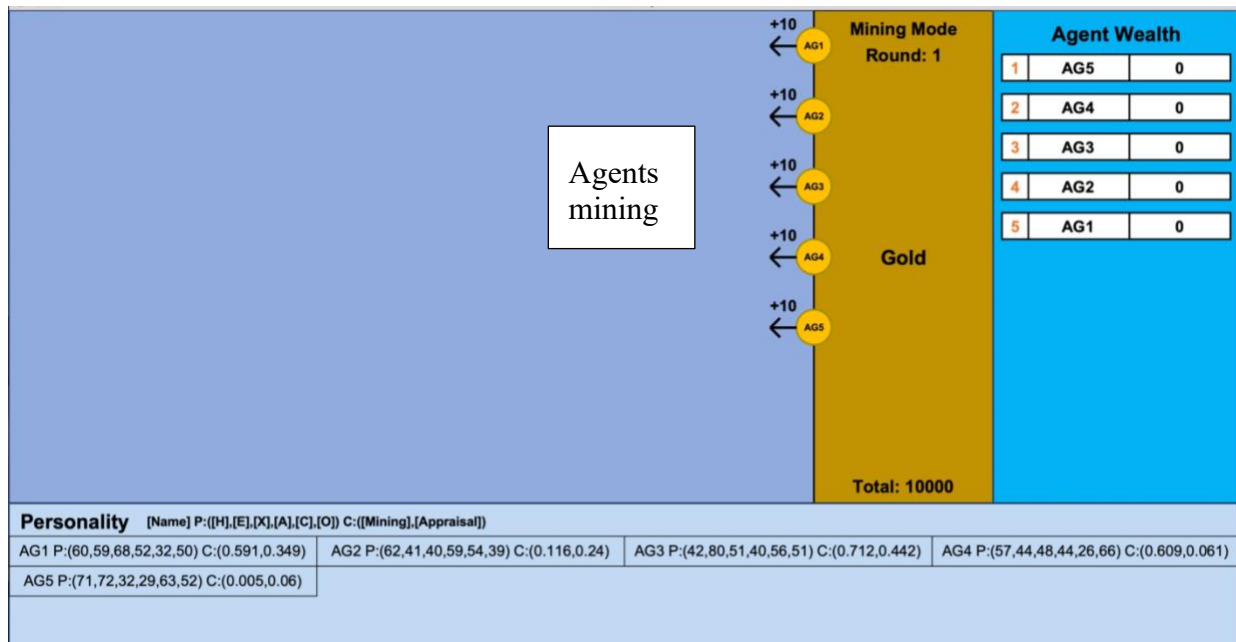 +10
AG1
+10
AG2
+10
AG3
+10
AG4
+10
AG5
Agents
mining
Mining Mode
Round: 1
Gold
Total: 10000
Agent Wealth
1 AG5 0
2 AG4 0
3 AG3 0
4 AG2 0
5 AG1 0
Personality [Name] P:([H],[E],[X],[A],[C],[O]) C:([Mining],[Appraisal])
AG1 P:(60,59,68,52,32,50) C:(0.591,0.349) AG2 P:(62,41,40,59,54,39) C:(0.116,0.24) AG3 P:(42,80,51,40,56,51) C:(0.712,0.442) AG4 P:(57,44,48,44,26,66) C:(0.609,0.061)
AG5 P:(71,72,32,29,63,52) C:(0.005,0.06)